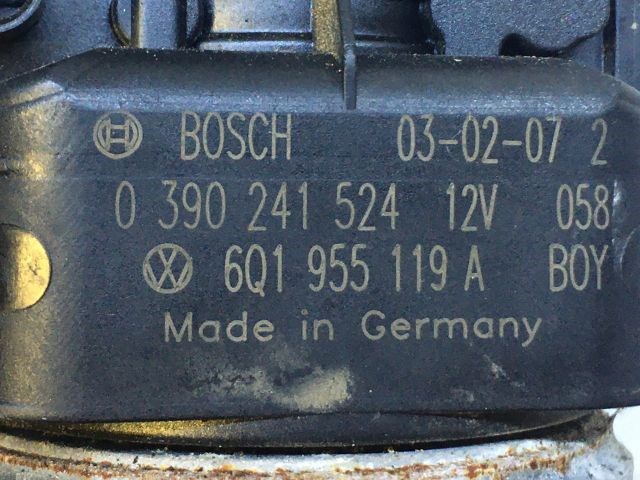 BOSCH 03-02-07 2
0 390 241 524 12V 058
6Q1 955 119 A BOY
Made in Germany